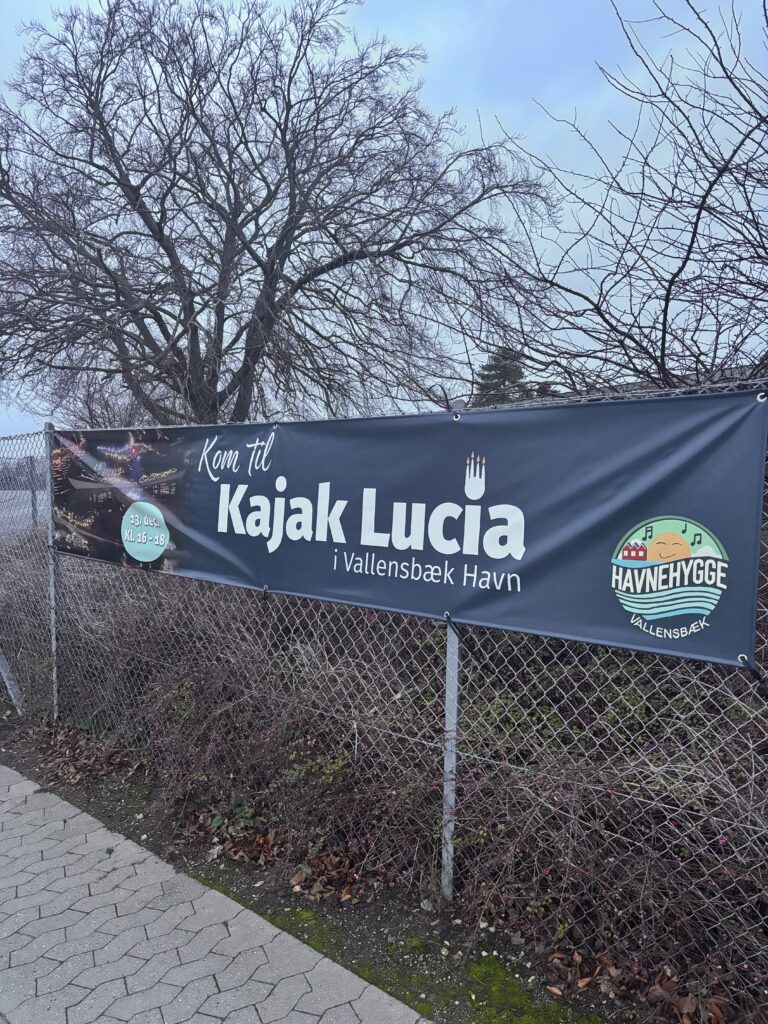 Kom til
Kajak Lucia
i Vallensbæk Havn
13. Dec.
Kl. 16 - 18
HAVNEHYGGE
VALLENSBÆK